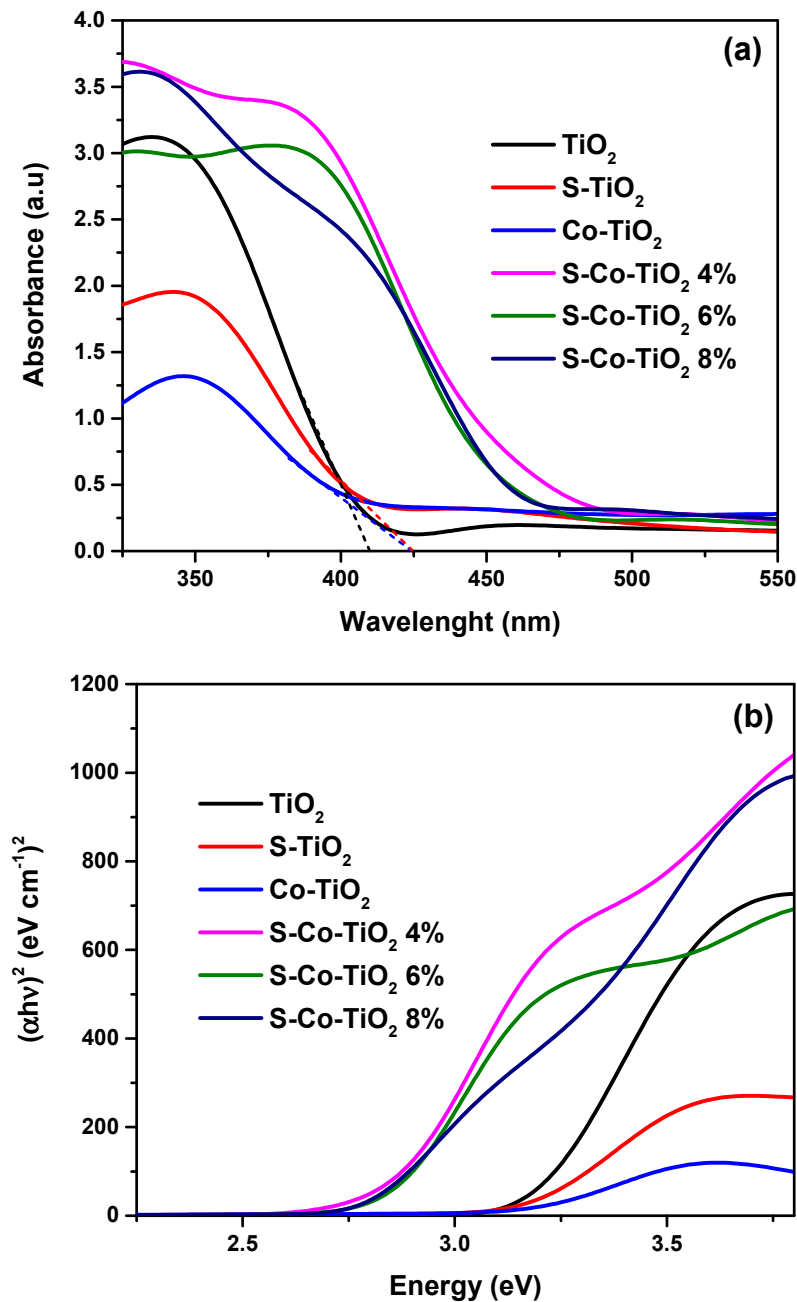 (a)
4.0
3.5
3.0
2.5
2.0
1.5
1.0
0.5
0.0
Absorbance (a.u)
TiO₂
S-TiO₂
Co-TiO₂
S-Co-TiO₂ 4%
S-Co-TiO₂ 6%
S-Co-TiO₂ 8%
350 400 450 500 550
Wavelenght (nm)
(b)
1200
1000
800
600
400
200
0
(αhν)² (eV cm⁻¹)²
TiO₂
S-TiO₂
Co-TiO₂
S-Co-TiO₂ 4%
S-Co-TiO₂ 6%
S-Co-TiO₂ 8%
2.5 3.0 3.5
Energy (eV)